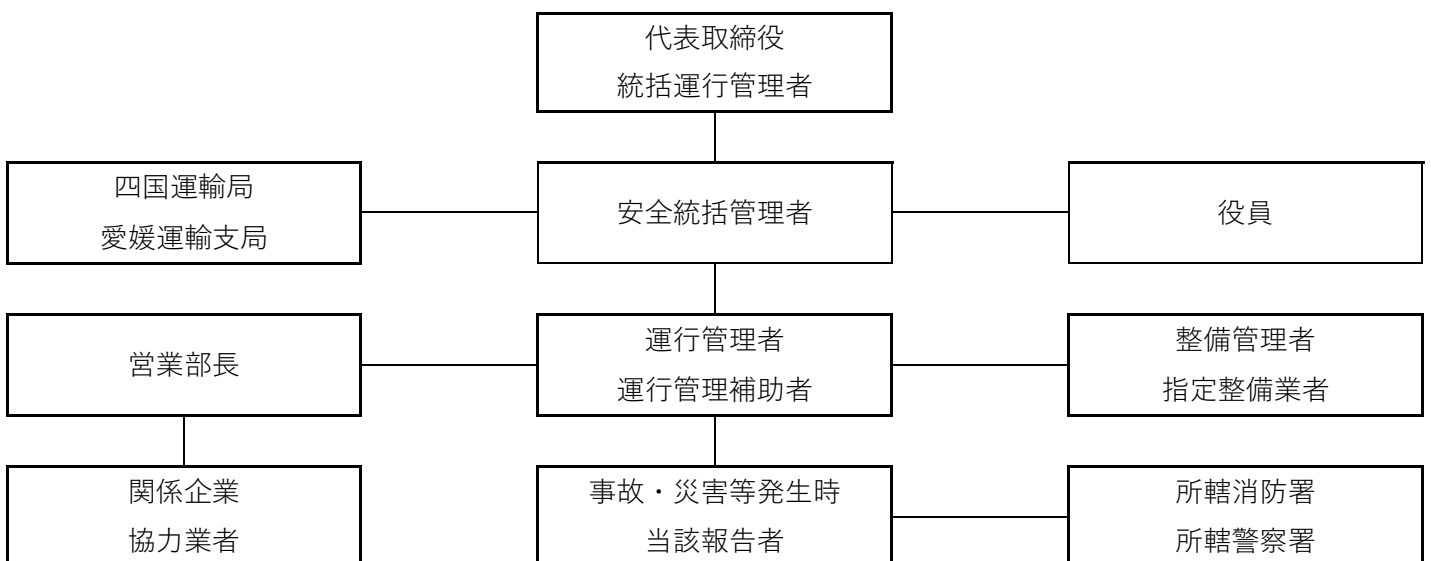 代表取締役
統括運行管理者
四国運輸局
愛媛運輸支局
安全統括管理者
役員
営業部長
運行管理者
運行管理補助者
整備管理者
指定整備業者
関係企業
協力業者
事故・災害等発生時
当該報告者
所轄消防署
所轄警察署